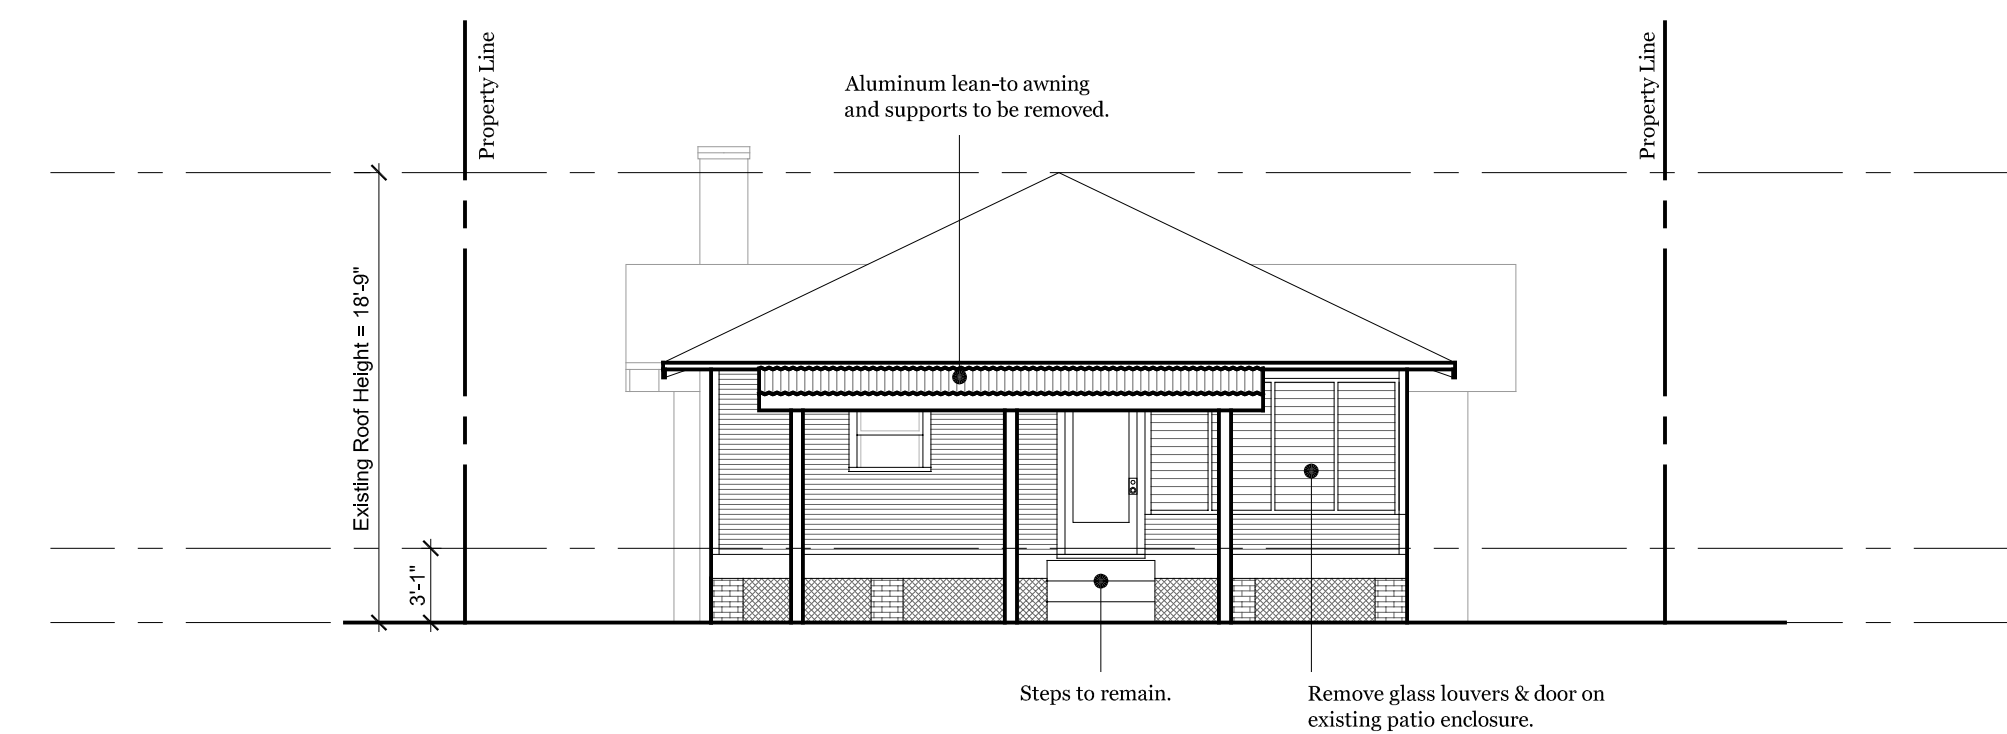 Property Line
Property Line
Aluminum lean-to awning
and supports to be removed.
Existing Roof Height = 18'-9"
3'-1"
Steps to remain.
Remove glass louvers & door on
existing patio enclosure.